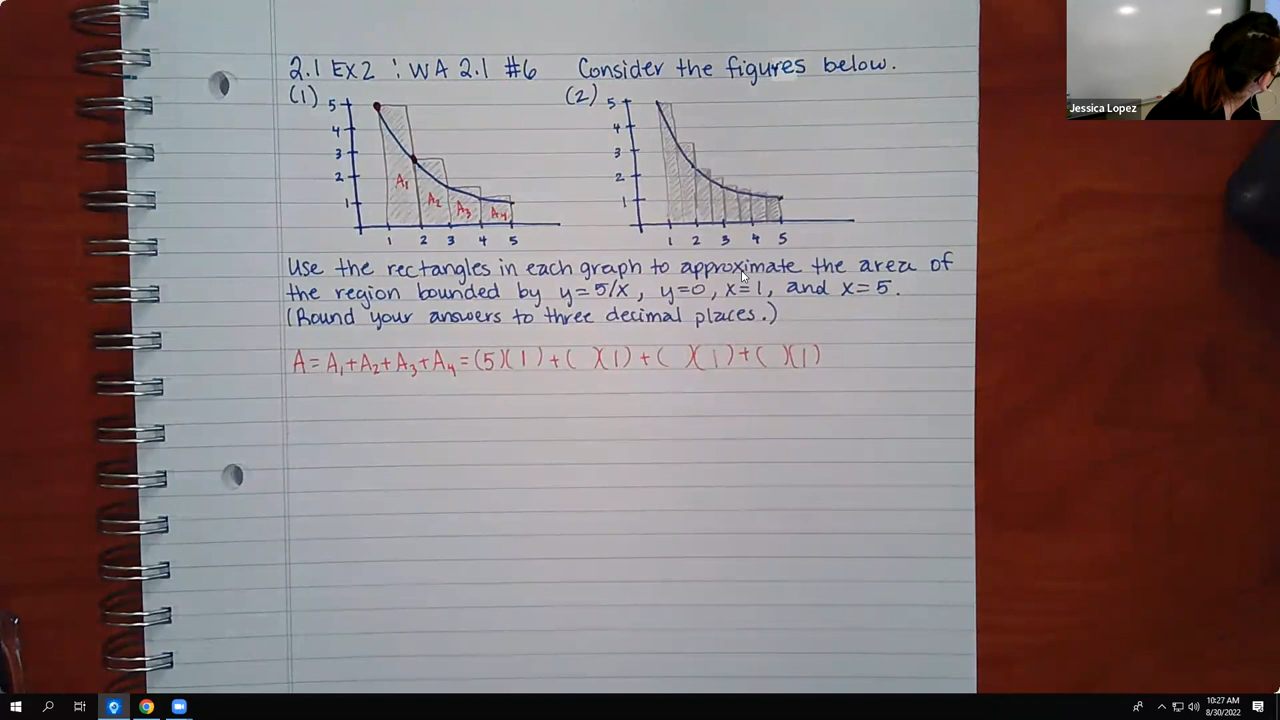 2.1 Ex2 : WA 2.1 #6 Consider the figures below.
(1) (2)
5 4 3 2 1
A₁ A₂ A₃ A₄
1 2 3 4 5
5 4 3 2 1
1 2 3 4 5
Use the rectangles in each graph to approximate the area of
the region bounded by y=5/x, y=0, x=1, and x=5.
(Round your answers to three decimal places.)
A = A₁+A₂+A₃+A₄ = (5)(1) + ( )(1) + ( )(1) + ( )(1)
Jessica Lopez
10:27 AM
8/30/2022